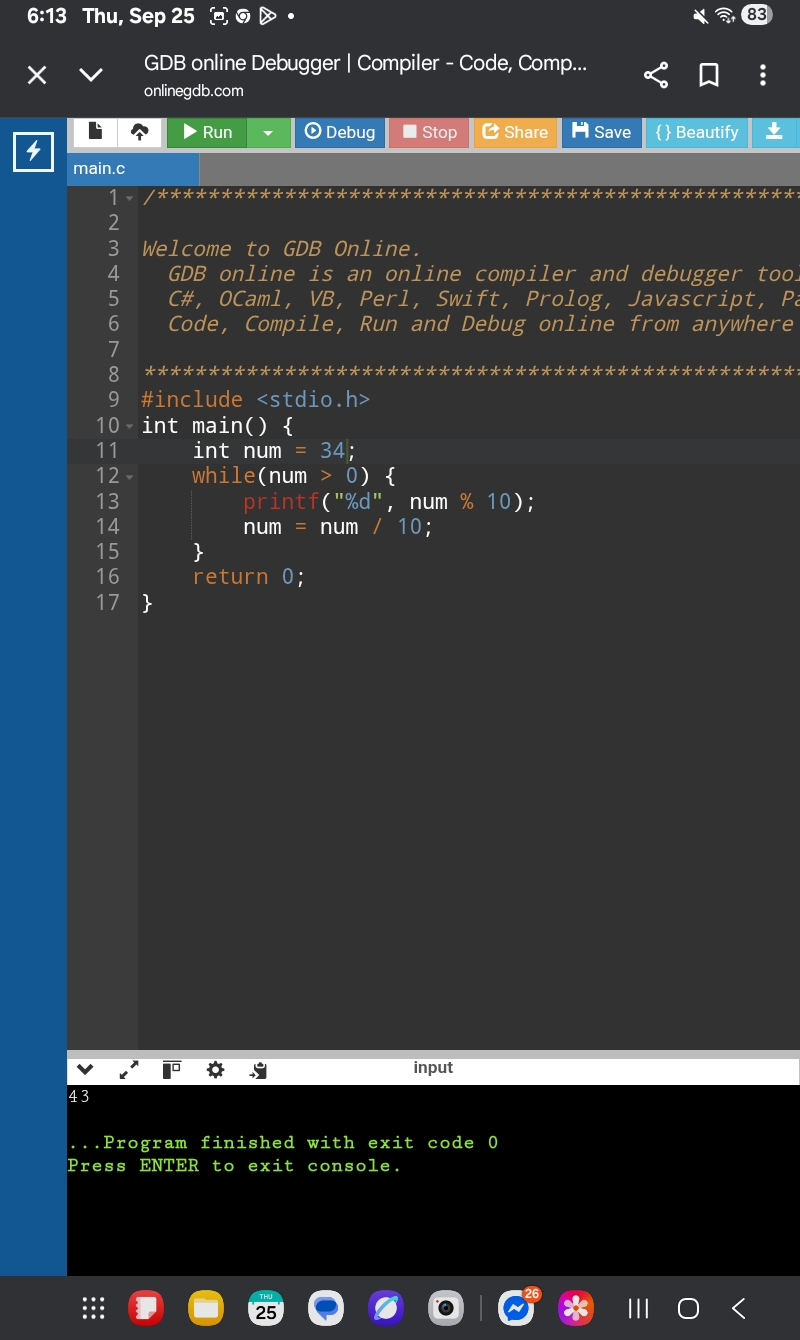 6:13 Thu, Sep 25
83
GDB online Debugger | Compiler - Code, Comp...
onlinegdb.com
Run Debug Stop Share Save {} Beautify
main.c
1 /***************************************************
2
3 Welcome to GDB Online.
4 GDB online is an online compiler and debugger tool
5 C#, OCaml, VB, Perl, Swift, Prolog, Javascript, Pa
6 Code, Compile, Run and Debug online from anywhere
7
8 ****************************************************
9 #include <stdio.h>
10 int main() {
11 int num = 34;
12 while(num > 0) {
13 printf("%d", num % 10);
14 num = num / 10;
15 }
16 return 0;
17 }
input
43
...Program finished with exit code 0
Press ENTER to exit console.
THU
25
26